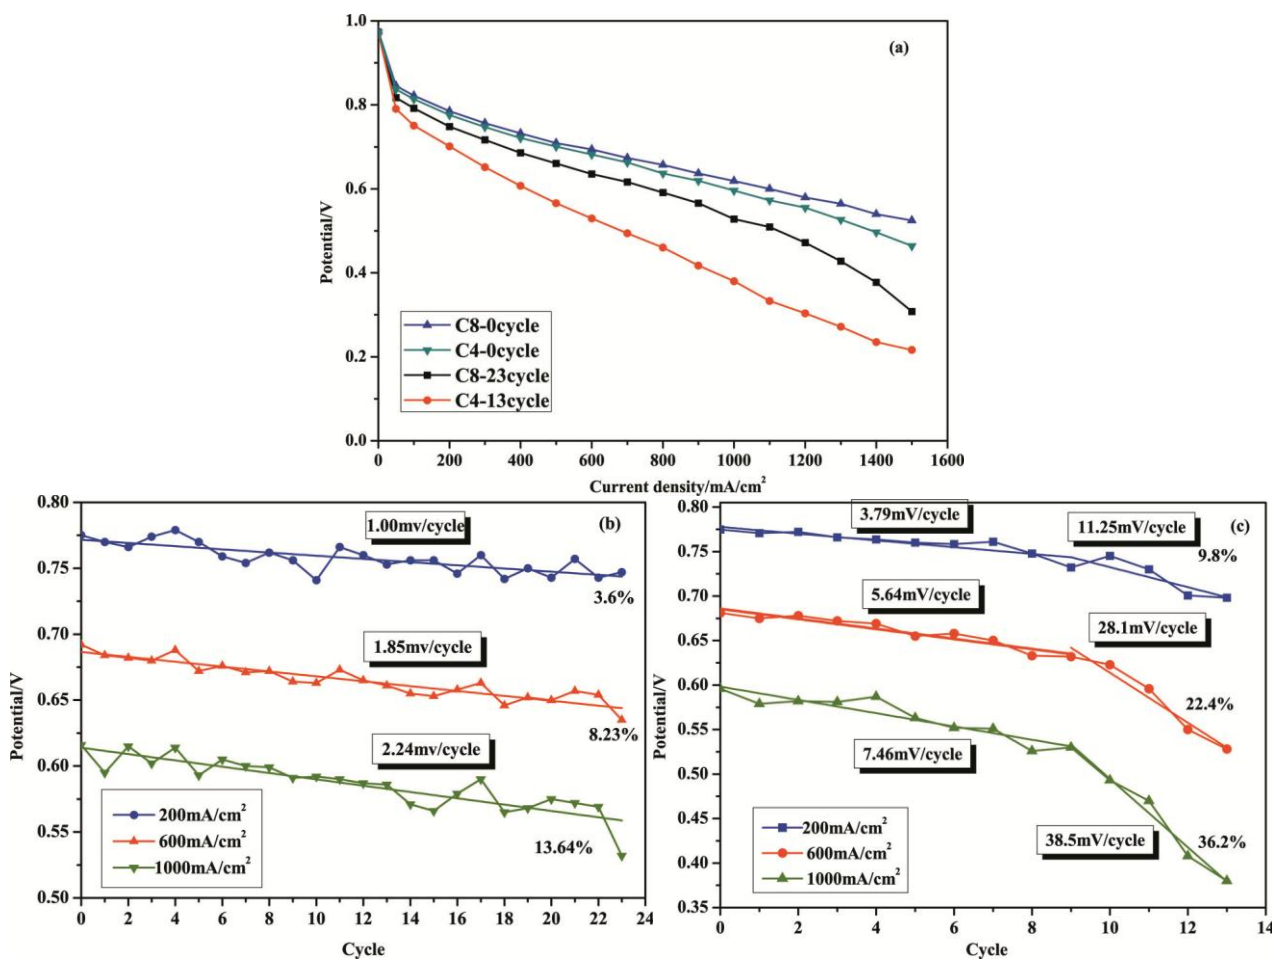 (a)
1.0
0.8
0.6
0.4
0.2
0.0
Potential/V
C8-0cycle
C4-0cycle
C8-23cycle
C4-13cycle
0 200 400 600 800 1000 1200 1400 1600
Current density/mA/cm²
(b)
0.80
0.75
0.70
0.65
0.60
0.55
0.50
Potential/V
1.00mv/cycle
3.6%
1.85mv/cycle
8.23%
2.24mv/cycle
13.64%
200mA/cm²
600mA/cm²
1000mA/cm²
0 2 4 6 8 10 12 14 16 18 20 22 24
Cycle
(c)
0.80
0.75
0.70
0.65
0.60
0.55
0.50
0.45
0.40
0.35
Potential/V
3.79mV/cycle
11.25mV/cycle
9.8%
5.64mV/cycle
28.1mV/cycle
22.4%
7.46mV/cycle
38.5mV/cycle
36.2%
200mA/cm²
600mA/cm²
1000mA/cm²
0 2 4 6 8 10 12 14
Cycle